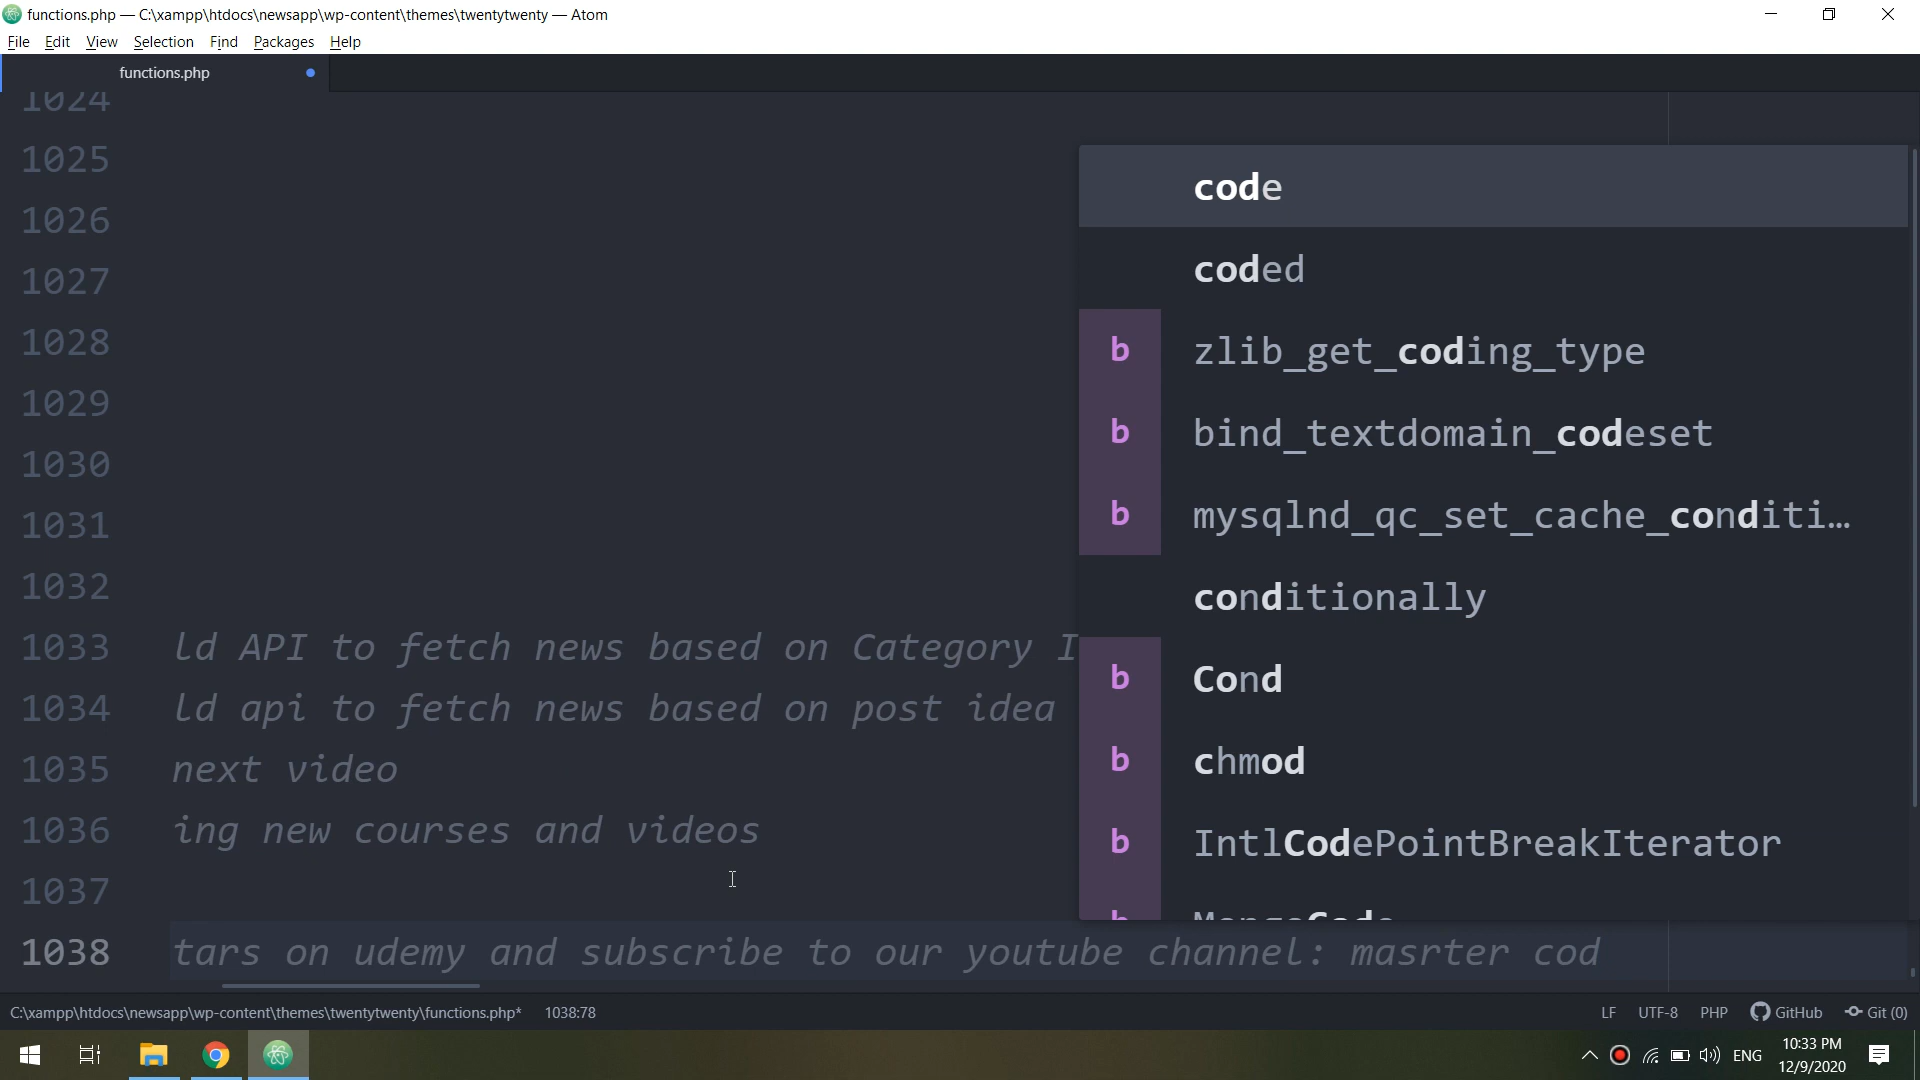 functions.php — C:\xampp\htdocs\newsapp\wp-content\themes\twentytwenty — Atom
File Edit View Selection Find Packages Help
functions.php
1024
1025
code
1026
coded
1027
b zlib_get_coding_type
1028
1029
b bind_textdomain_codeset
1030
1031
b mysqlnd_qc_set_cache_conditi...
1032
conditionally
1033 ld API to fetch news based on Category I
b Cond
1034 ld api to fetch news based on post idea
1035 next video
b chmod
1036 ing new courses and videos
b IntlCodePointBreakIterator
1037
b MongoCode
1038 tars on udemy and subscribe to our youtube channel: masrter cod
C:\xampp\htdocs\newsapp\wp-content\themes\twentytwenty\functions.php* 1038:78 LF UTF-8 PHP GitHub Git (0)
ENG 10:33 PM
12/9/2020